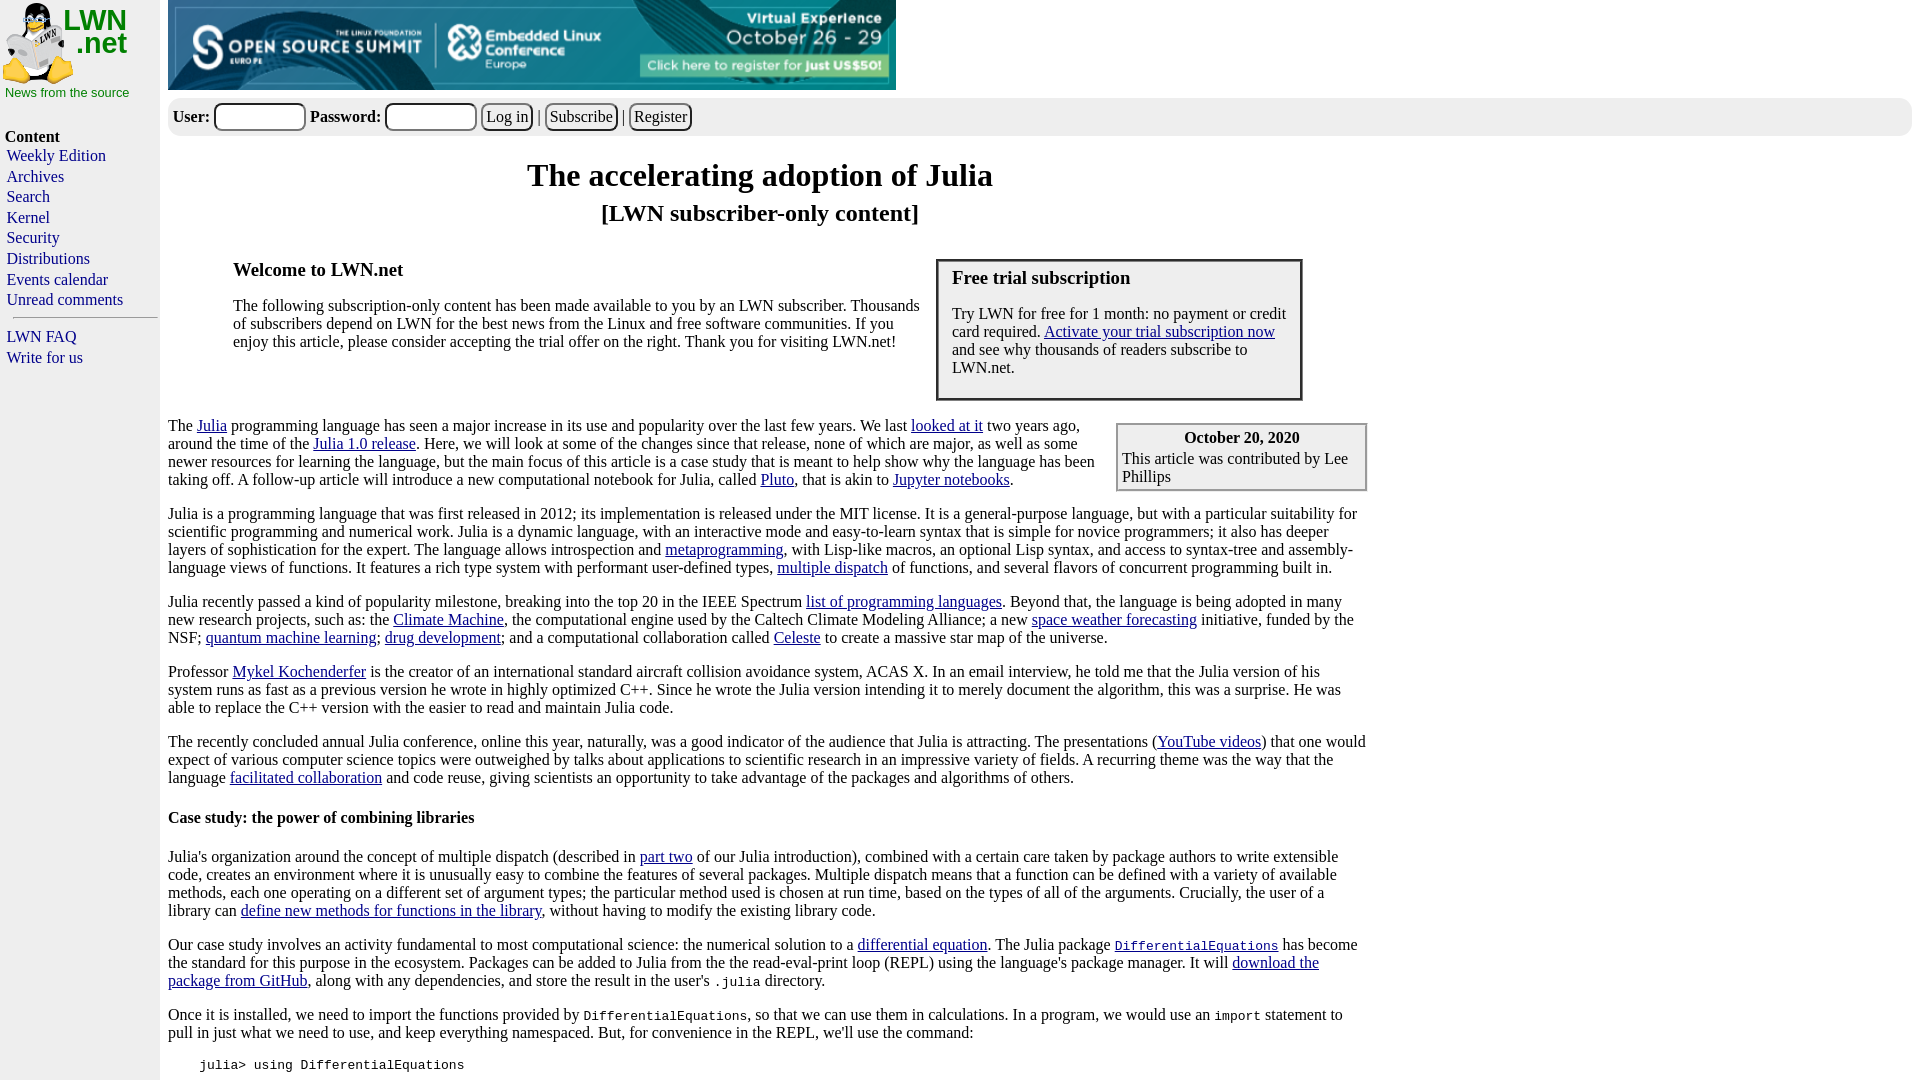 LWN
.net
News from the source
Content
Weekly Edition
Archives
Search
Kernel
Security
Distributions
Events calendar
Unread comments
LWN FAQ
Write for us
THE LINUX FOUNDATION
OPEN SOURCE SUMMIT
EUROPE
Embedded Linux
Conference
Europe
Virtual Experience
October 26 - 29
Click here to register for just US$50!
User: Password: Log in | Subscribe | Register
The accelerating adoption of Julia
[LWN subscriber-only content]
Welcome to LWN.net
The following subscription-only content has been made available to you by an LWN subscriber. Thousands
of subscribers depend on LWN for the best news from the Linux and free software communities. If you
enjoy this article, please consider accepting the trial offer on the right. Thank you for visiting LWN.net!
Free trial subscription
Try LWN for free for 1 month: no payment or credit
card required. Activate your trial subscription now
and see why thousands of readers subscribe to
LWN.net.
The Julia programming language has seen a major increase in its use and popularity over the last few years. We last looked at it two years ago,
around the time of the Julia 1.0 release. Here, we will look at some of the changes since that release, none of which are major, as well as some
newer resources for learning the language, but the main focus of this article is a case study that is meant to help show why the language has been
taking off. A follow-up article will introduce a new computational notebook for Julia, called Pluto, that is akin to Jupyter notebooks.
October 20, 2020
This article was contributed by Lee
Phillips
Julia is a programming language that was first released in 2012; its implementation is released under the MIT license. It is a general-purpose language, but with a particular suitability for
scientific programming and numerical work. Julia is a dynamic language, with an interactive mode and easy-to-learn syntax that is simple for novice programmers; it also has deeper
layers of sophistication for the expert. The language allows introspection and metaprogramming, with Lisp-like macros, an optional Lisp syntax, and access to syntax-tree and assembly-
language views of functions. It features a rich type system with performant user-defined types, multiple dispatch of functions, and several flavors of concurrent programming built in.
Julia recently passed a kind of popularity milestone, breaking into the top 20 in the IEEE Spectrum list of programming languages. Beyond that, the language is being adopted in many
new research projects, such as: the Climate Machine, the computational engine used by the Caltech Climate Modeling Alliance; a new space weather forecasting initiative, funded by the
NSF; quantum machine learning; drug development; and a computational collaboration called Celeste to create a massive star map of the universe.
Professor Mykel Kochenderfer is the creator of an international standard aircraft collision avoidance system, ACAS X. In an email interview, he told me that the Julia version of his
system runs as fast as a previous version he wrote in highly optimized C++. Since he wrote the Julia version intending it to merely document the algorithm, this was a surprise. He was
able to replace the C++ version with the easier to read and maintain Julia code.
The recently concluded annual Julia conference, online this year, naturally, was a good indicator of the audience that Julia is attracting. The presentations (YouTube videos) that one would
expect of various computer science topics were outweighed by talks about applications to scientific research in an impressive variety of fields. A recurring theme was the way that the
language facilitated collaboration and code reuse, giving scientists an opportunity to take advantage of the packages and algorithms of others.
Case study: the power of combining libraries
Julia's organization around the concept of multiple dispatch (described in part two of our Julia introduction), combined with a certain care taken by package authors to write extensible
code, creates an environment where it is unusually easy to combine the features of several packages. Multiple dispatch means that a function can be defined with a variety of available
methods, each one operating on a different set of argument types; the particular method used is chosen at run time, based on the types of all of the arguments. Crucially, the user of a
library can define new methods for functions in the library, without having to modify the existing library code.
Our case study involves an activity fundamental to most computational science: the numerical solution to a differential equation. The Julia package DifferentialEquations has become
the standard for this purpose in the ecosystem. Packages can be added to Julia from the the read-eval-print loop (REPL) using the language's package manager. It will download the
package from GitHub, along with any dependencies, and store the result in the user's .julia directory.
Once it is installed, we need to import the functions provided by DifferentialEquations, so that we can use them in calculations. In a program, we would use an import statement to
pull in just what we need to use, and keep everything namespaced. But, for convenience in the REPL, we'll use the command:
julia> using DifferentialEquations